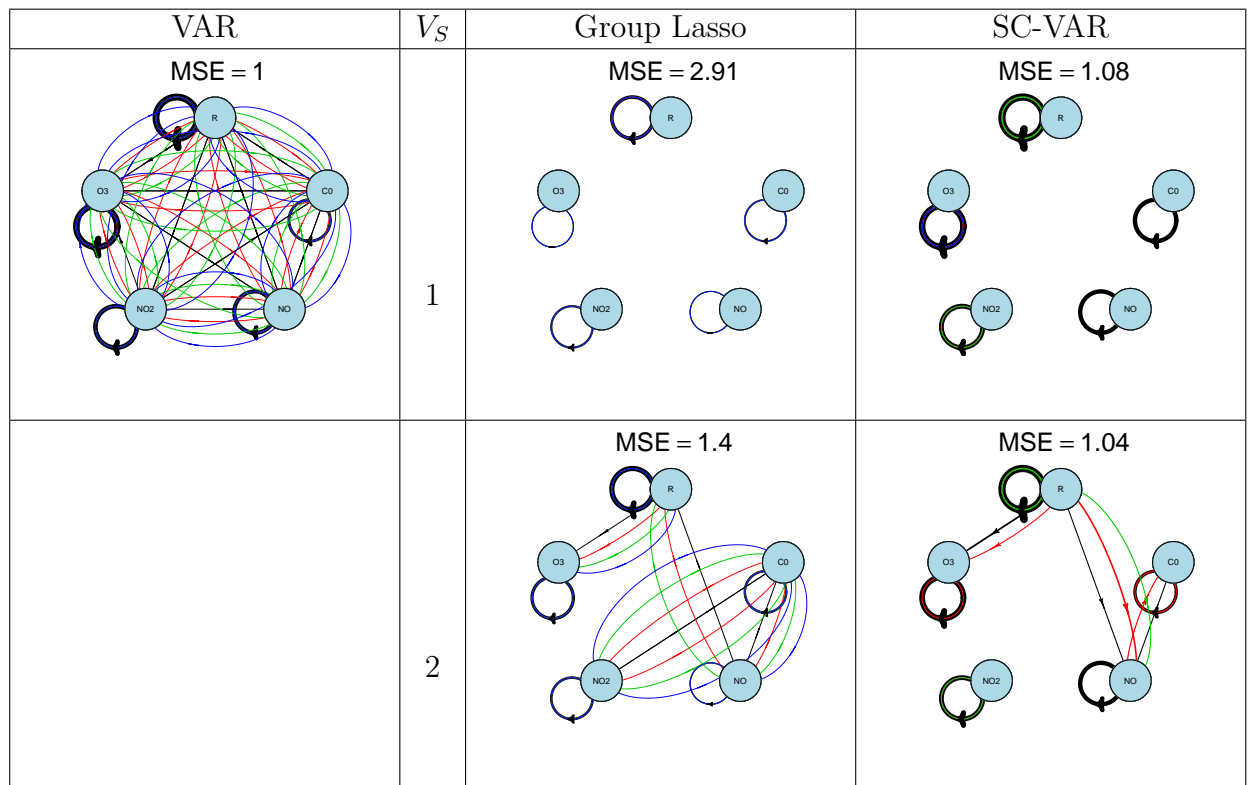 VAR V_S Group Lasso SC-VAR
MSE = 1
MSE = 2.91
MSE = 1.08
R
O3
C0
NO2
NO
1
R
O3
C0
NO2
NO
R
O3
C0
NO2
NO
MSE = 1.4
MSE = 1.04
2
R
O3
C0
NO2
NO
R
O3
C0
NO2
NO